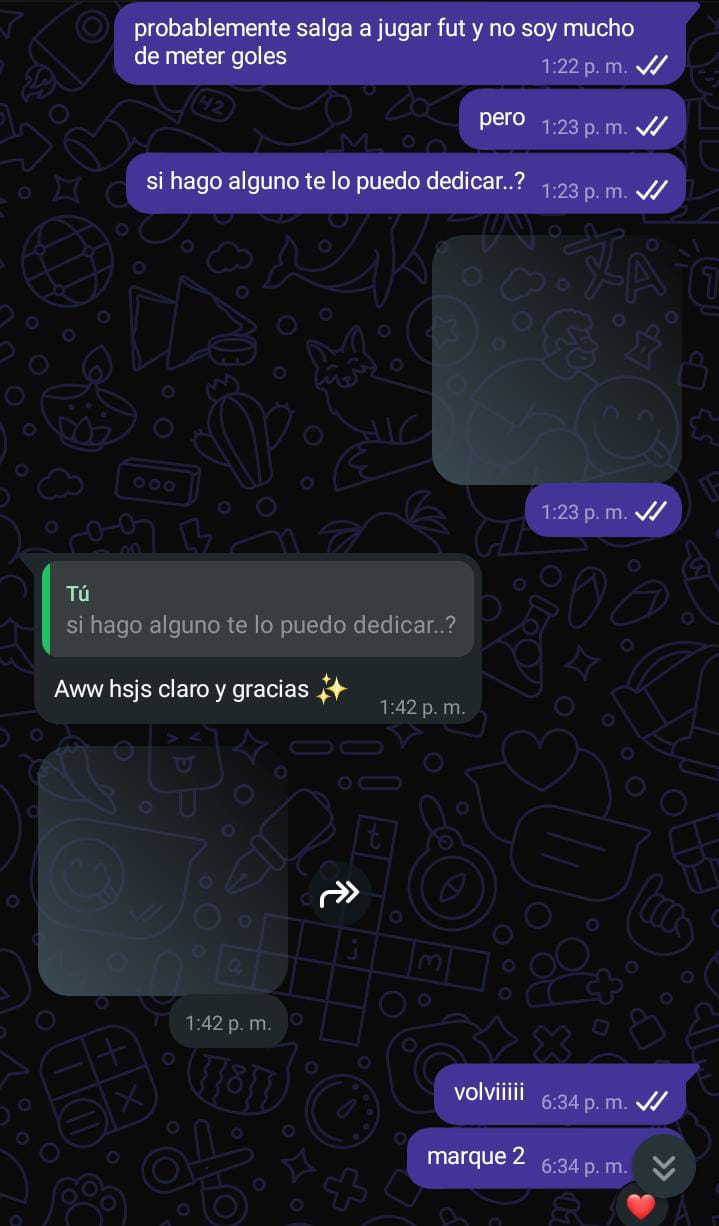 probablemente salga a jugar fut y no soy mucho
de meter goles
1:22 p. m.
pero 1:23 p. m.
si hago alguno te lo puedo dedicar..? 1:23 p. m.
1:23 p. m.
Tú
si hago alguno te lo puedo dedicar..?
Aww hsjs claro y gracias ✨ 1:42 p. m.
1:42 p. m.
volviiiii 6:34 p. m.
marque 2 6:34 p. m.
❤️